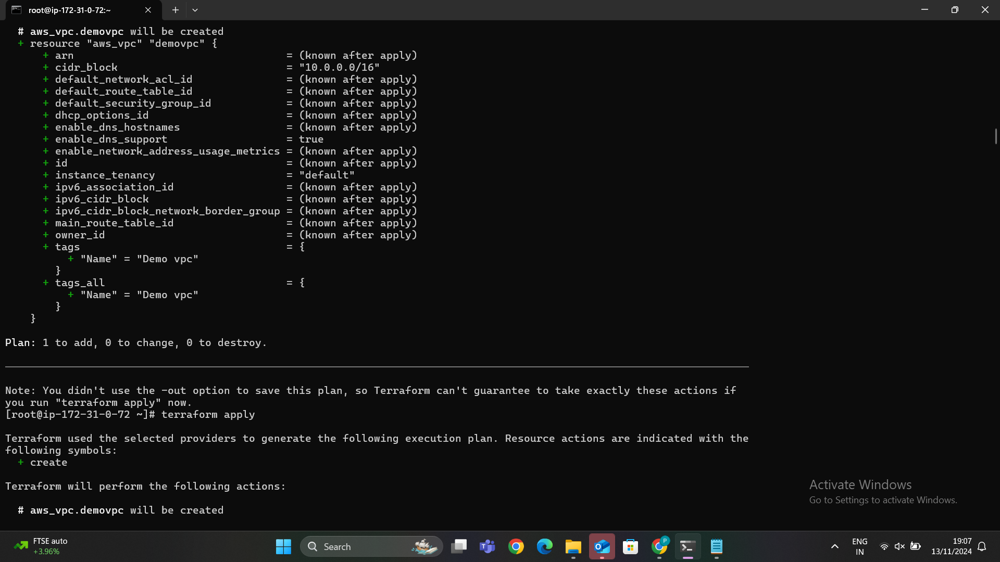 root@ip-172-31-0-72:~
# aws_vpc.demovpc will be created
+ resource "aws_vpc" "demovpc" {
+ arn = (known after apply)
+ cidr_block = "10.0.0.0/16"
+ default_network_acl_id = (known after apply)
+ default_route_table_id = (known after apply)
+ default_security_group_id = (known after apply)
+ dhcp_options_id = (known after apply)
+ enable_dns_hostnames = (known after apply)
+ enable_dns_support = true
+ enable_network_address_usage_metrics = (known after apply)
+ id = (known after apply)
+ instance_tenancy = "default"
+ ipv6_association_id = (known after apply)
+ ipv6_cidr_block = (known after apply)
+ ipv6_cidr_block_network_border_group = (known after apply)
+ main_route_table_id = (known after apply)
+ owner_id = (known after apply)
+ tags = {
+ "Name" = "Demo vpc"
}
+ tags_all = {
+ "Name" = "Demo vpc"
}
}
Plan: 1 to add, 0 to change, 0 to destroy.
Note: You didn't use the -out option to save this plan, so Terraform can't guarantee to take exactly these actions if
you run "terraform apply" now.
[root@ip-172-31-0-72 ~]# terraform apply
Terraform used the selected providers to generate the following execution plan. Resource actions are indicated with the
following symbols:
+ create
Terraform will perform the following actions:
# aws_vpc.demovpc will be created
Activate Windows
Go to Settings to activate Windows.
FTSE auto
+3.96%
Search
ENG
IN
19:07
13/11/2024